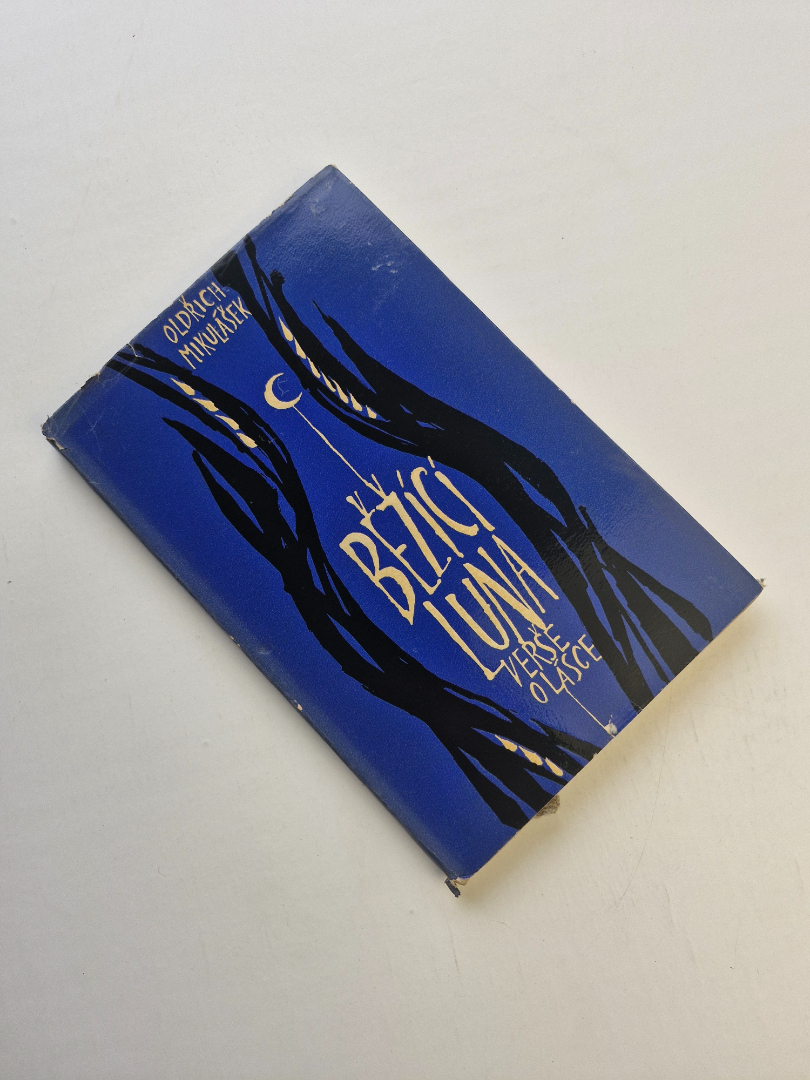 OLDŘICH
MIKULÁŠEK
BĚŽÍCÍ
LUNA
VERŠE
O LÁSCE